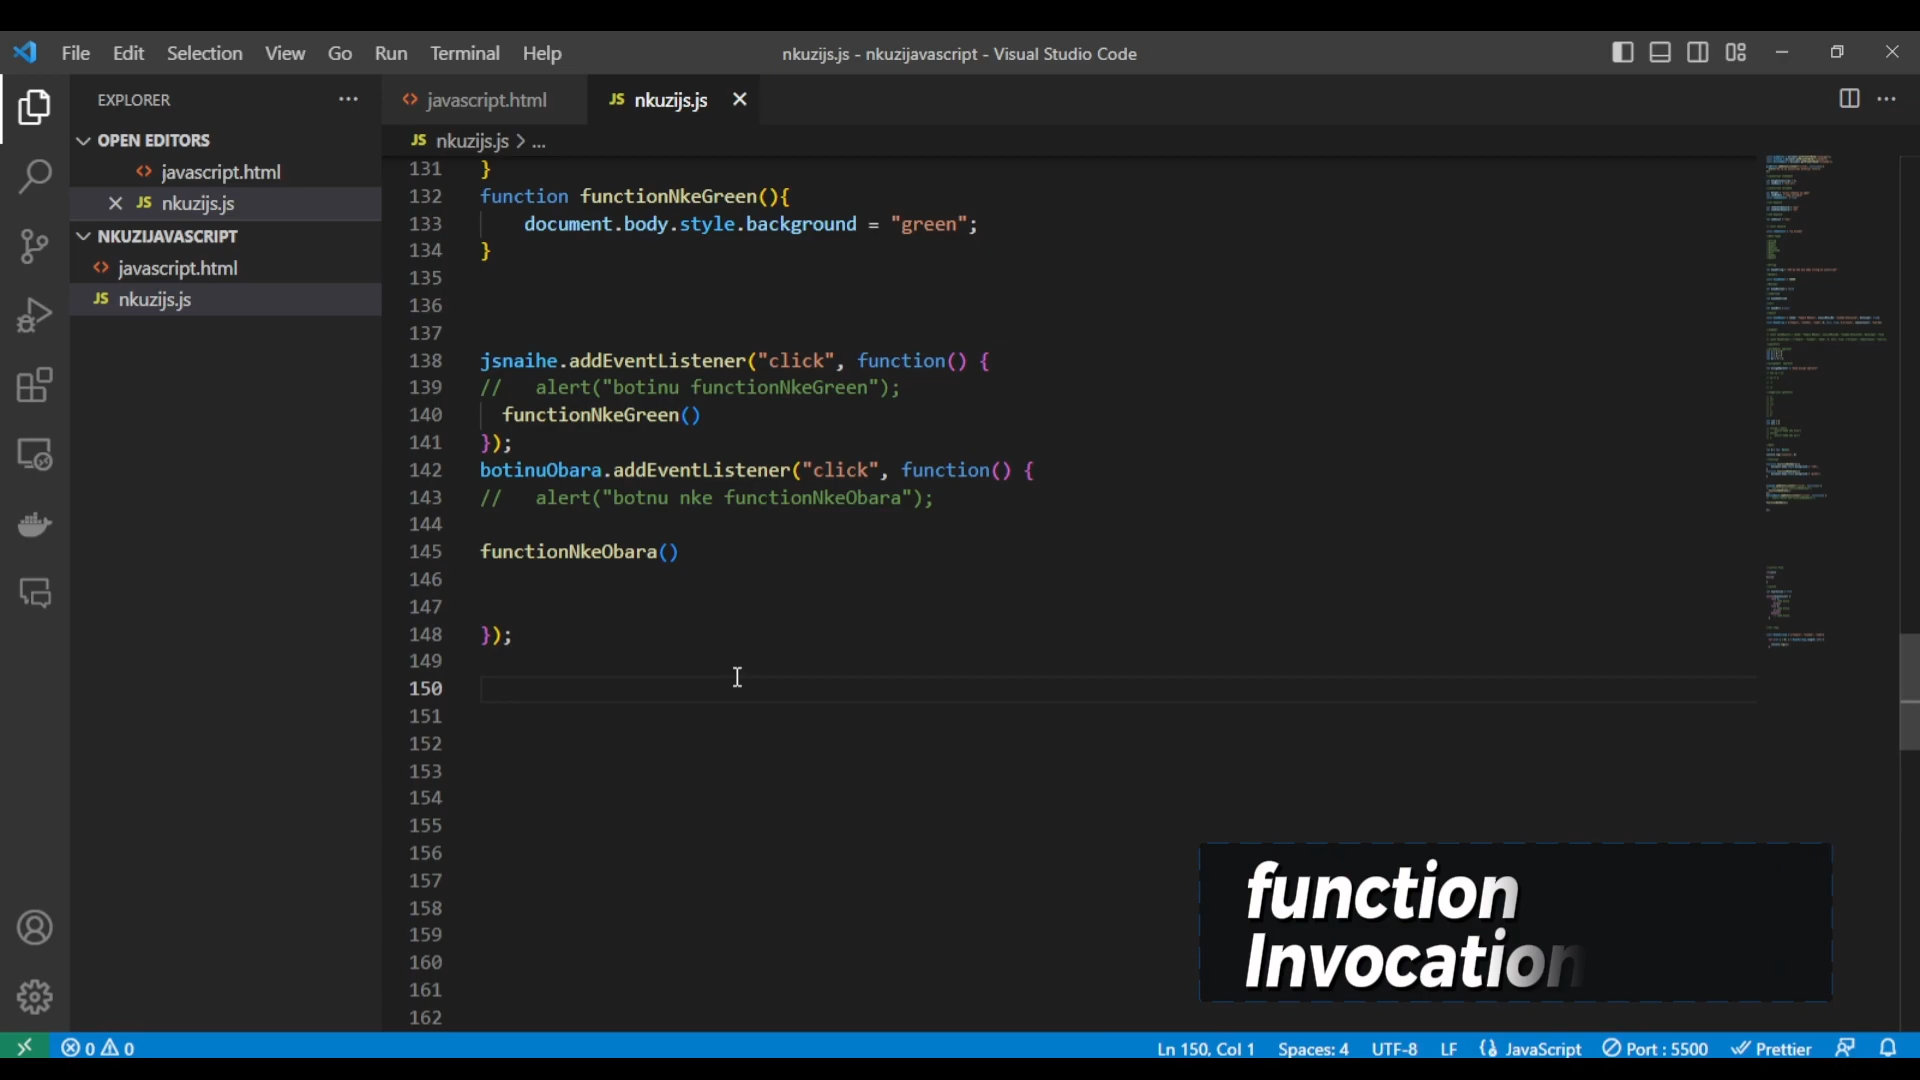 File Edit Selection View Go Run Terminal Help
nkuzijs.js - nkuzijavascript - Visual Studio Code
EXPLORER
OPEN EDITORS
javascript.html
JS nkuzijs.js
NKUZIJAVASCRIPT
javascript.html
JS nkuzijs.js
javascript.html
JS nkuzijs.js
JS nkuzijs.js > ...
131 }
132 function functionNkeGreen(){
133 document.body.style.background = "green";
134 }
135
136
137
138 jsnaihe.addEventListener("click", function() {
139 // alert("botinu functionNkeGreen");
140 functionNkeGreen()
141 });
142 botinuObara.addEventListener("click", function() {
143 // alert("botnu nke functionNkeObara");
144
145 functionNkeObara()
146
147
148 });
149
150
151
152
153
154
155
156
157
158
159
160
161
162
function
Invocation
0 0
Ln 150, Col 1 Spaces: 4 UTF-8 LF JavaScript Port : 5500 Prettier